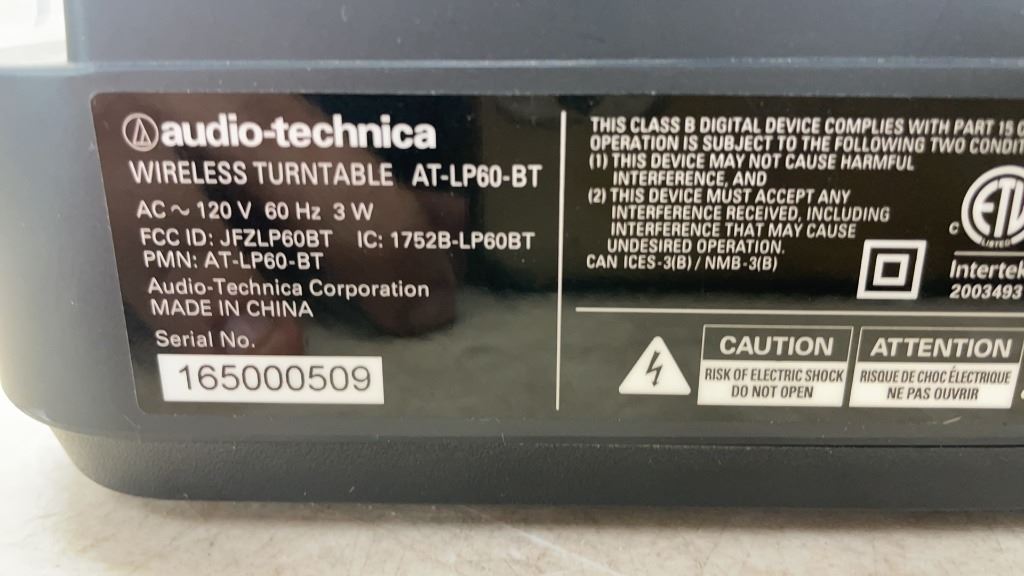 audio-technica
WIRELESS TURNTABLE AT-LP60-BT
AC ~ 120 V 60 Hz 3 W
FCC ID: JFZLP60BT IC: 1752B-LP60BT
PMN: AT-LP60-BT
Audio-Technica Corporation
MADE IN CHINA
Serial No.
165000509
THIS CLASS B DIGITAL DEVICE COMPLIES WITH PART 15
OPERATION IS SUBJECT TO THE FOLLOWING TWO
(1) THIS DEVICE MAY NOT CAUSE HARMFUL
INTERFERENCE, AND
(2) THIS DEVICE MUST ACCEPT ANY
INTERFERENCE RECEIVED, INCLUDING
INTERFERENCE THAT MAY CAUSE
UNDESIRED OPERATION.
CAN ICES-3(B) / NMB-3(B)
C
LISTED
Intertek
2003493
CAUTION
RISK OF ELECTRIC SHOCK
DO NOT OPEN
ATTENTION
RISQUE DE CHOC ÉLECTRIQUE
NE PAS OUVRIR